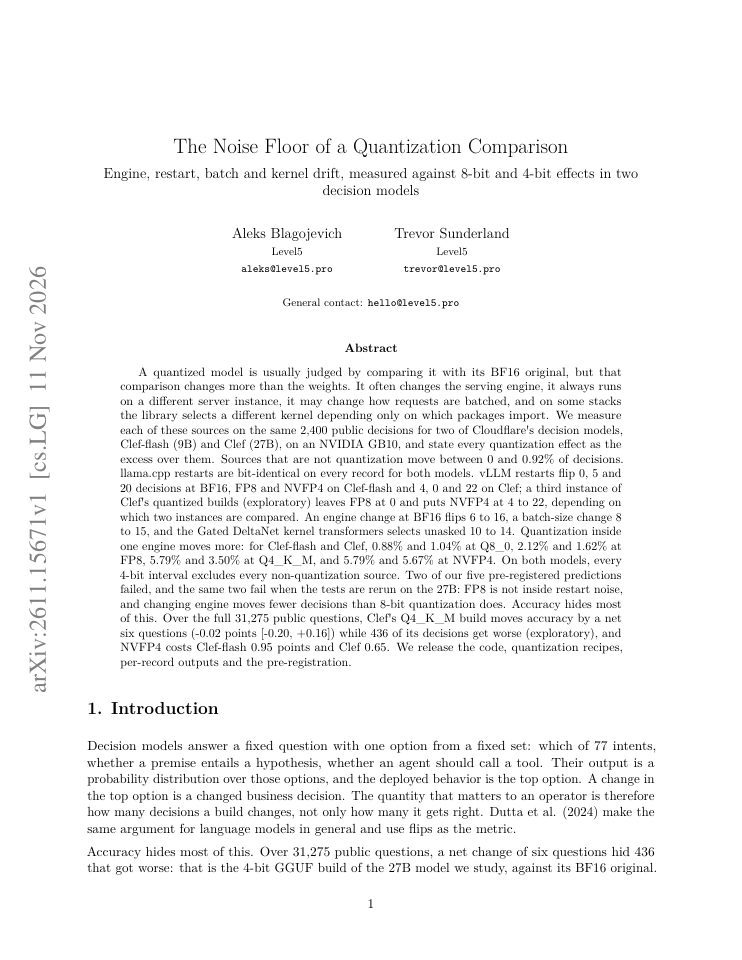 The Noise Floor of a Quantization Comparison
Engine, restart, batch and kernel drift, measured against 8-bit and 4-bit effects in two
decision models
Aleks Blagojevich
Level5
aleks@level5.pro
Trevor Sunderland
Level5
trevor@level5.pro
General contact: hello@level5.pro
Abstract
A quantized model is usually judged by comparing it with its BF16 original, but that
comparison changes more than the weights. It often changes the serving engine, it always runs
on a different server instance, it may change how requests are batched, and on some stacks
the library selects a different kernel depending only on which packages import. We measure
each of these sources on the same 2,400 public decisions for two of Cloudflare's decision models,
Clef-flash (9B) and Clef (27B), on an NVIDIA GB10, and state every quantization effect as the
excess over them. Sources that are not quantization move between 0 and 0.92% of decisions.
llama.cpp restarts are bit-identical on every record for both models. vLLM restarts flip 0, 5 and
20 decisions at BF16, FP8 and NVFP4 on Clef-flash and 4, 0 and 22 on Clef; a third instance of
Clef's quantized builds (exploratory) leaves FP8 at 0 and puts NVFP4 at 4 to 22, depending on
which two instances are compared. An engine change at BF16 flips 6 to 16, a batch-size change 8
to 15, and the Gated DeltaNet kernel transformers selects unasked 10 to 14. Quantization inside
one engine moves more: for Clef-flash and Clef, 0.88% and 1.04% at Q8_0, 2.12% and 1.62% at
FP8, 5.79% and 3.50% at Q4_K_M, and 5.79% and 5.67% at NVFP4. On both models, every
4-bit interval excludes every non-quantization source. Two of our five pre-registered predictions
failed, and the same two fail when the tests are rerun on the 27B: FP8 is not inside restart noise,
and changing engine moves fewer decisions than 8-bit quantization does. Accuracy hides most
of this. Over the full 31,275 public questions, Clef's Q4_K_M build moves accuracy by a net
six questions (-0.02 points [-0.20, +0.16]) while 436 of its decisions get worse (exploratory), and
NVFP4 costs Clef-flash 0.95 points and Clef 0.65. We release the code, quantization recipes,
per-record outputs and the pre-registration.
1. Introduction
Decision models answer a fixed question with one option from a fixed set: which of 77 intents,
whether a premise entails a hypothesis, whether an agent should call a tool. Their output is a
probability distribution over those options, and the deployed behavior is the top option. A change in
the top option is a changed business decision. The quantity that matters to an operator is therefore
how many decisions a build changes, not only how many it gets right. Dutta et al. (2024) make the
same argument for language models in general and use flips as the metric.
Accuracy hides most of this. Over 31,275 public questions, a net change of six questions hid 436
that got worse: that is the 4-bit GGUF build of the 27B model we study, against its BF16 original.
1
arXiv:2611.15671v1 [cs.LG] 11 Nov 2026